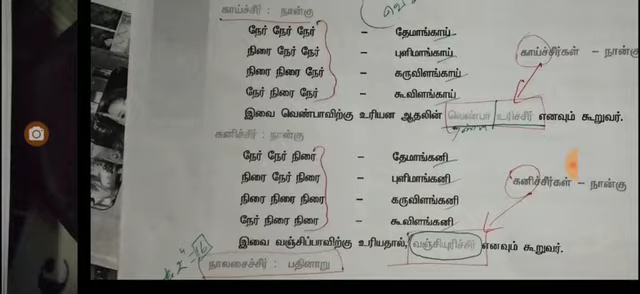 காய்ச்சீர் : நான்கு
நேர் நேர் நேர் – தேமாங்காய்
நிரை நேர் நேர் – புளிமாங்காய்
நிரை நிரை நேர் – கருவிளங்காய்
நேர் நிரை நேர் – கூவிளங்காய்
காய்ச்சீர்கள் – நான்கு
இவை வெண்பாவிற்கு உரியன ஆதலின் வெண்பா உரிச்சீர் எனவும் கூறுவர்.
கனிச்சீர் : நான்கு
நேர் நேர் நிரை – தேமாங்கனி
நிரை நேர் நிரை – புளிமாங்கனி
நிரை நிரை நிரை – கருவிளங்கனி
நேர் நிரை நிரை – கூவிளங்கனி
கனிச்சீர்கள் – நான்கு
இவை வஞ்சிப்பாவிற்கு உரியதால், வஞ்சியுரிச்சீர் எனவும் கூறுவர்.
நாலசைச்சீர் : பதினாறு